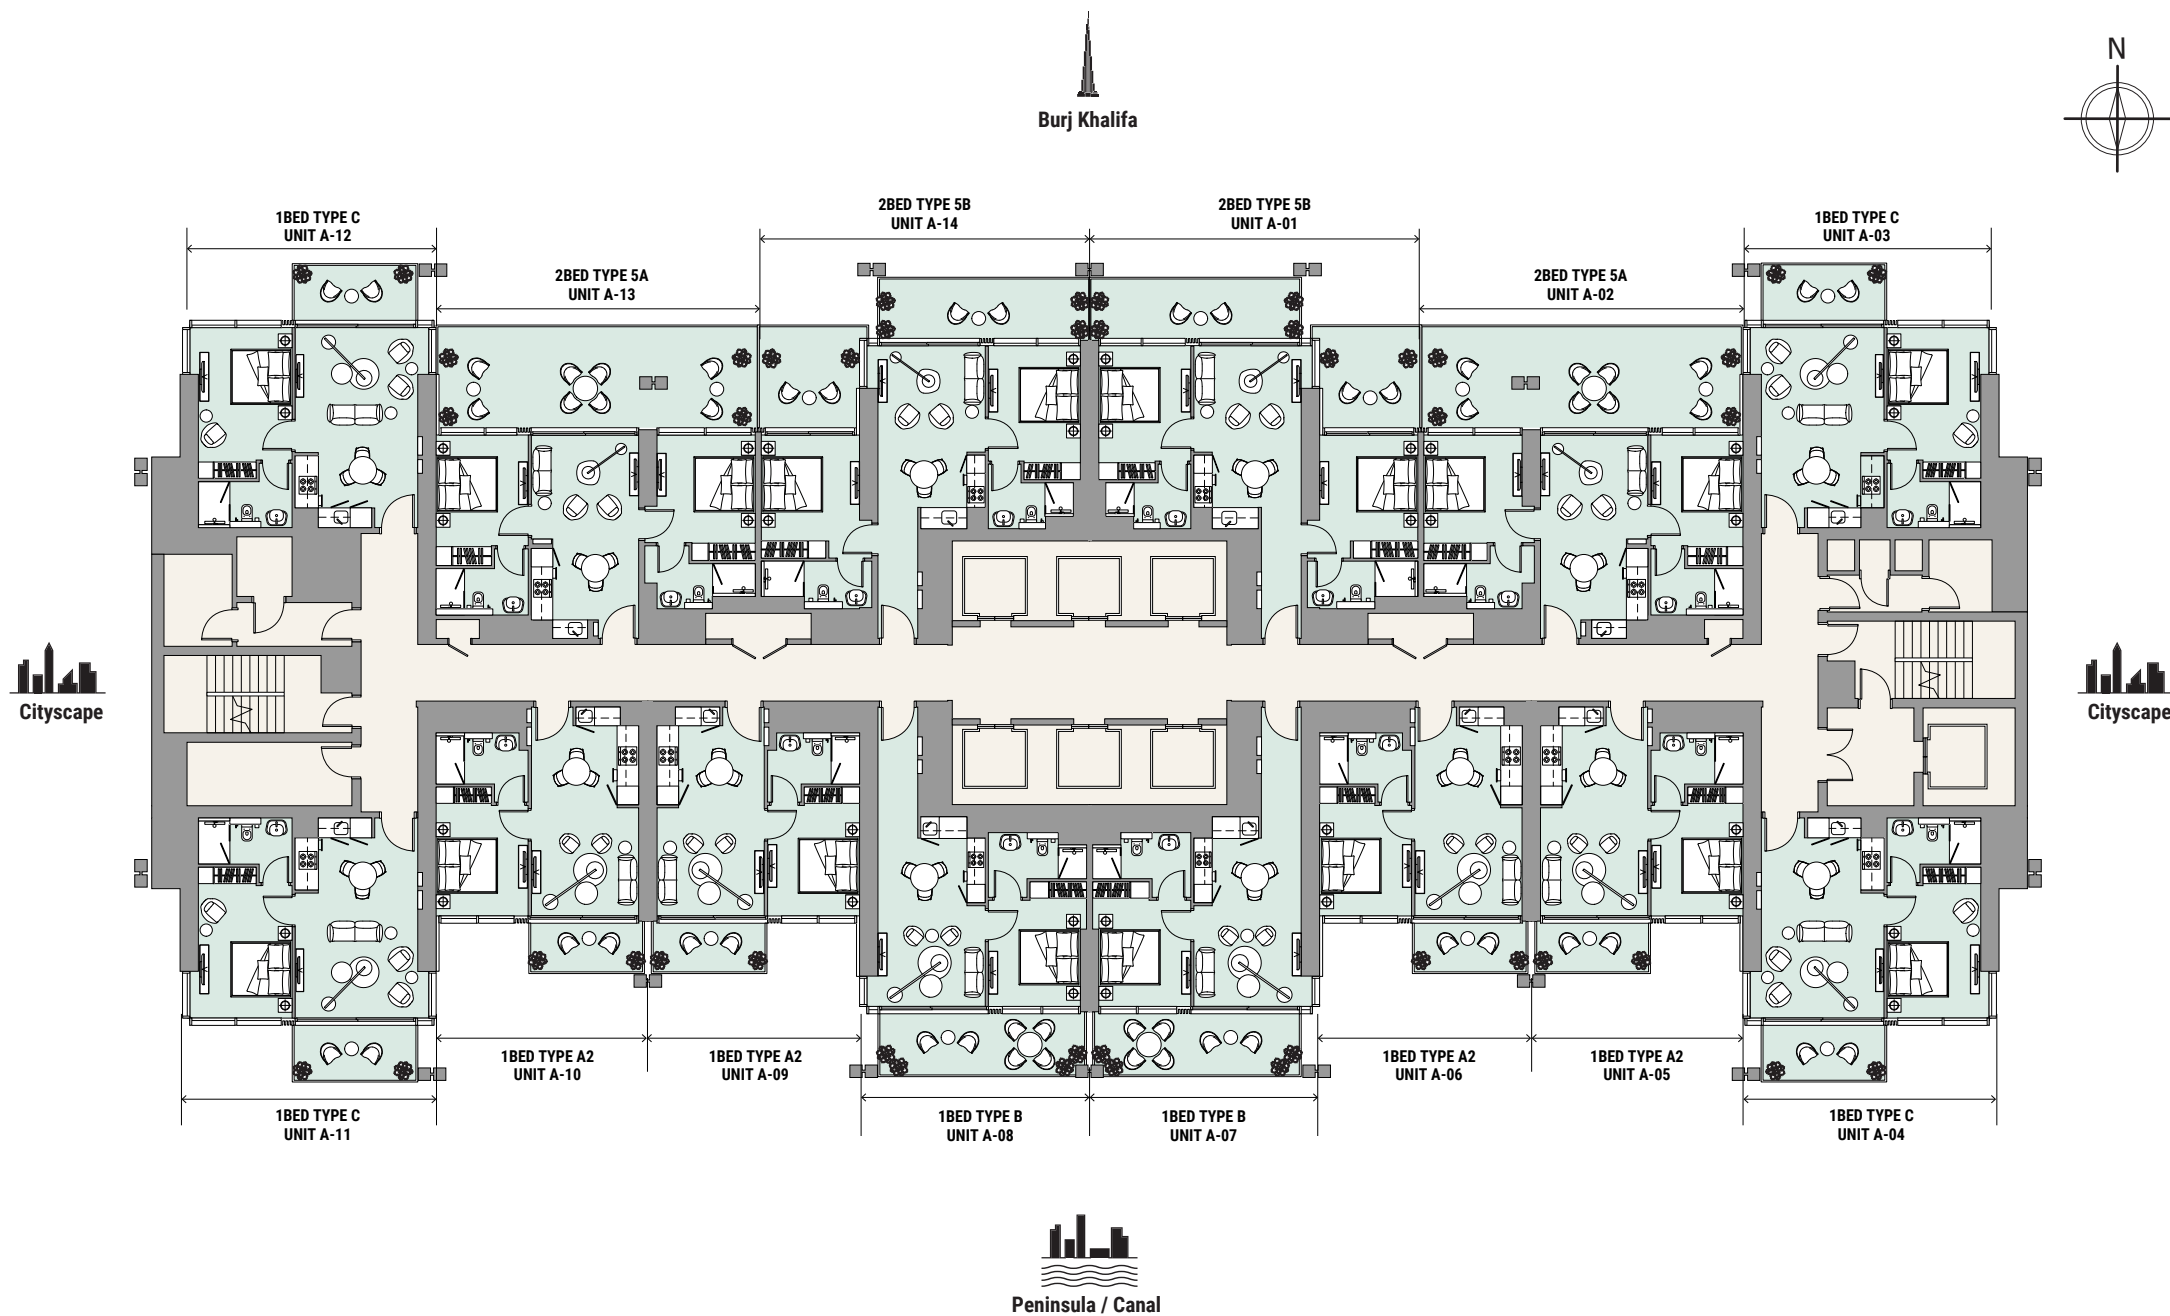 N
Burj Khalifa
1BED TYPE C
UNIT A-12
2BED TYPE 5A
UNIT A-13
2BED TYPE 5B
UNIT A-14
2BED TYPE 5B
UNIT A-01
2BED TYPE 5A
UNIT A-02
1BED TYPE C
UNIT A-03
Cityscape
Cityscape
1BED TYPE C
UNIT A-11
1BED TYPE A2
UNIT A-10
1BED TYPE A2
UNIT A-09
1BED TYPE B
UNIT A-08
1BED TYPE B
UNIT A-07
1BED TYPE A2
UNIT A-06
1BED TYPE A2
UNIT A-05
1BED TYPE C
UNIT A-04
Peninsula / Canal